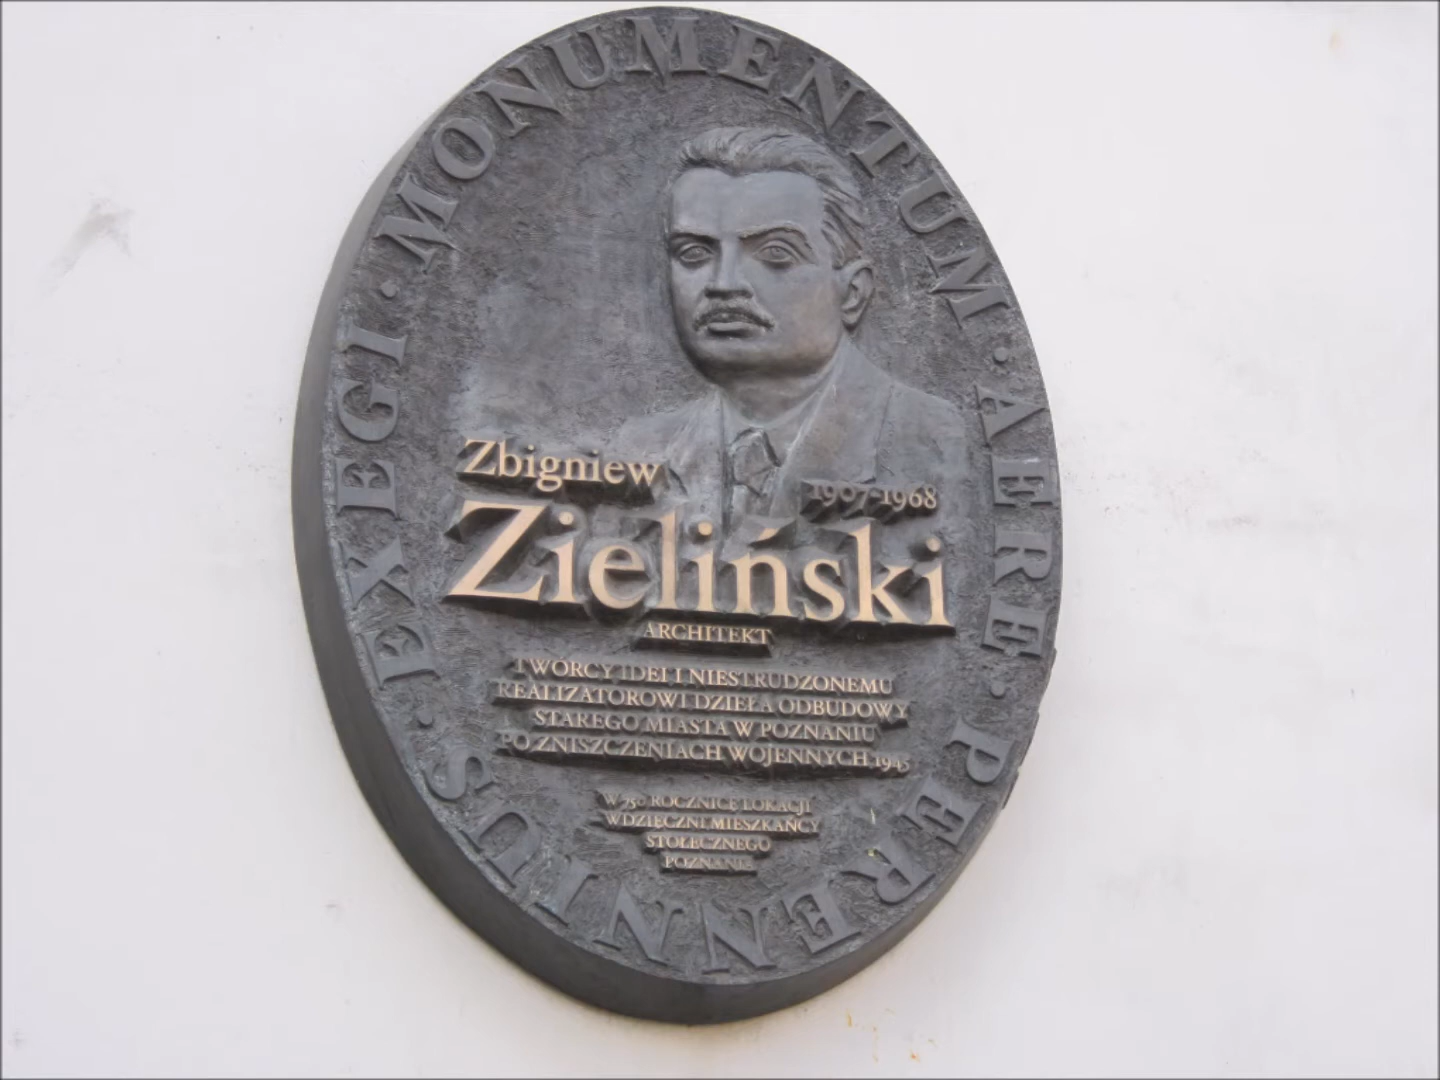 EXEGI · MONUMENTUM · AERE · PERENNIUS ·
Zbigniew
1907-1968
Zieliński
ARCHITEKT
TWÓRCY IDEI I NIESTRUDZONEMU
REALIZATOROWI DZIEŁA ODBUDOWY
STAREGO MIASTA W POZNANIU
PO ZNISZCZENIACH WOJENNYCH 1945
W 750 ROCZNICĘ LOKACJI
WDZIĘCZNI MIESZKAŃCY
STOŁECZNEGO
POZNANIA